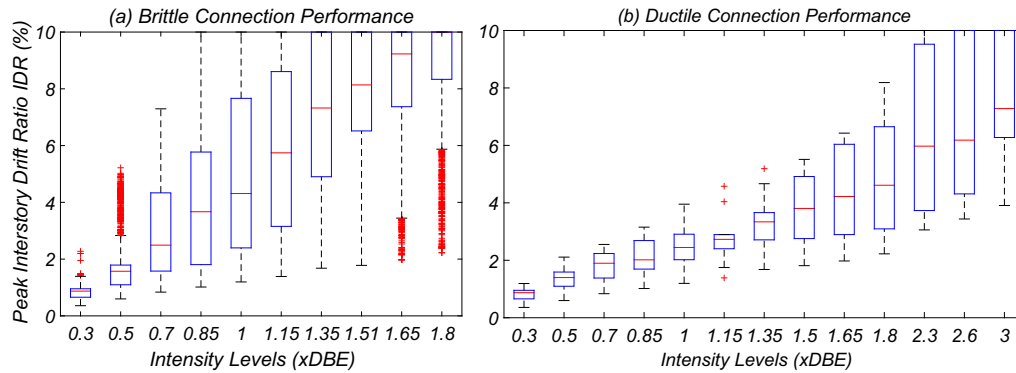 (a) Brittle Connection Performance
Peak Interstory Drift Ratio IDR (%)
10
8
6
4
2
0
0.3 0.5 0.7 0.85 1 1.15 1.35 1.51 1.65 1.8
Intensity Levels (xDBE)
(b) Ductile Connection Performance
10
8
6
4
2
0
0.3 0.5 0.7 0.85 1 1.15 1.35 1.5 1.65 1.8 2.3 2.6 3
Intensity Levels (xDBE)